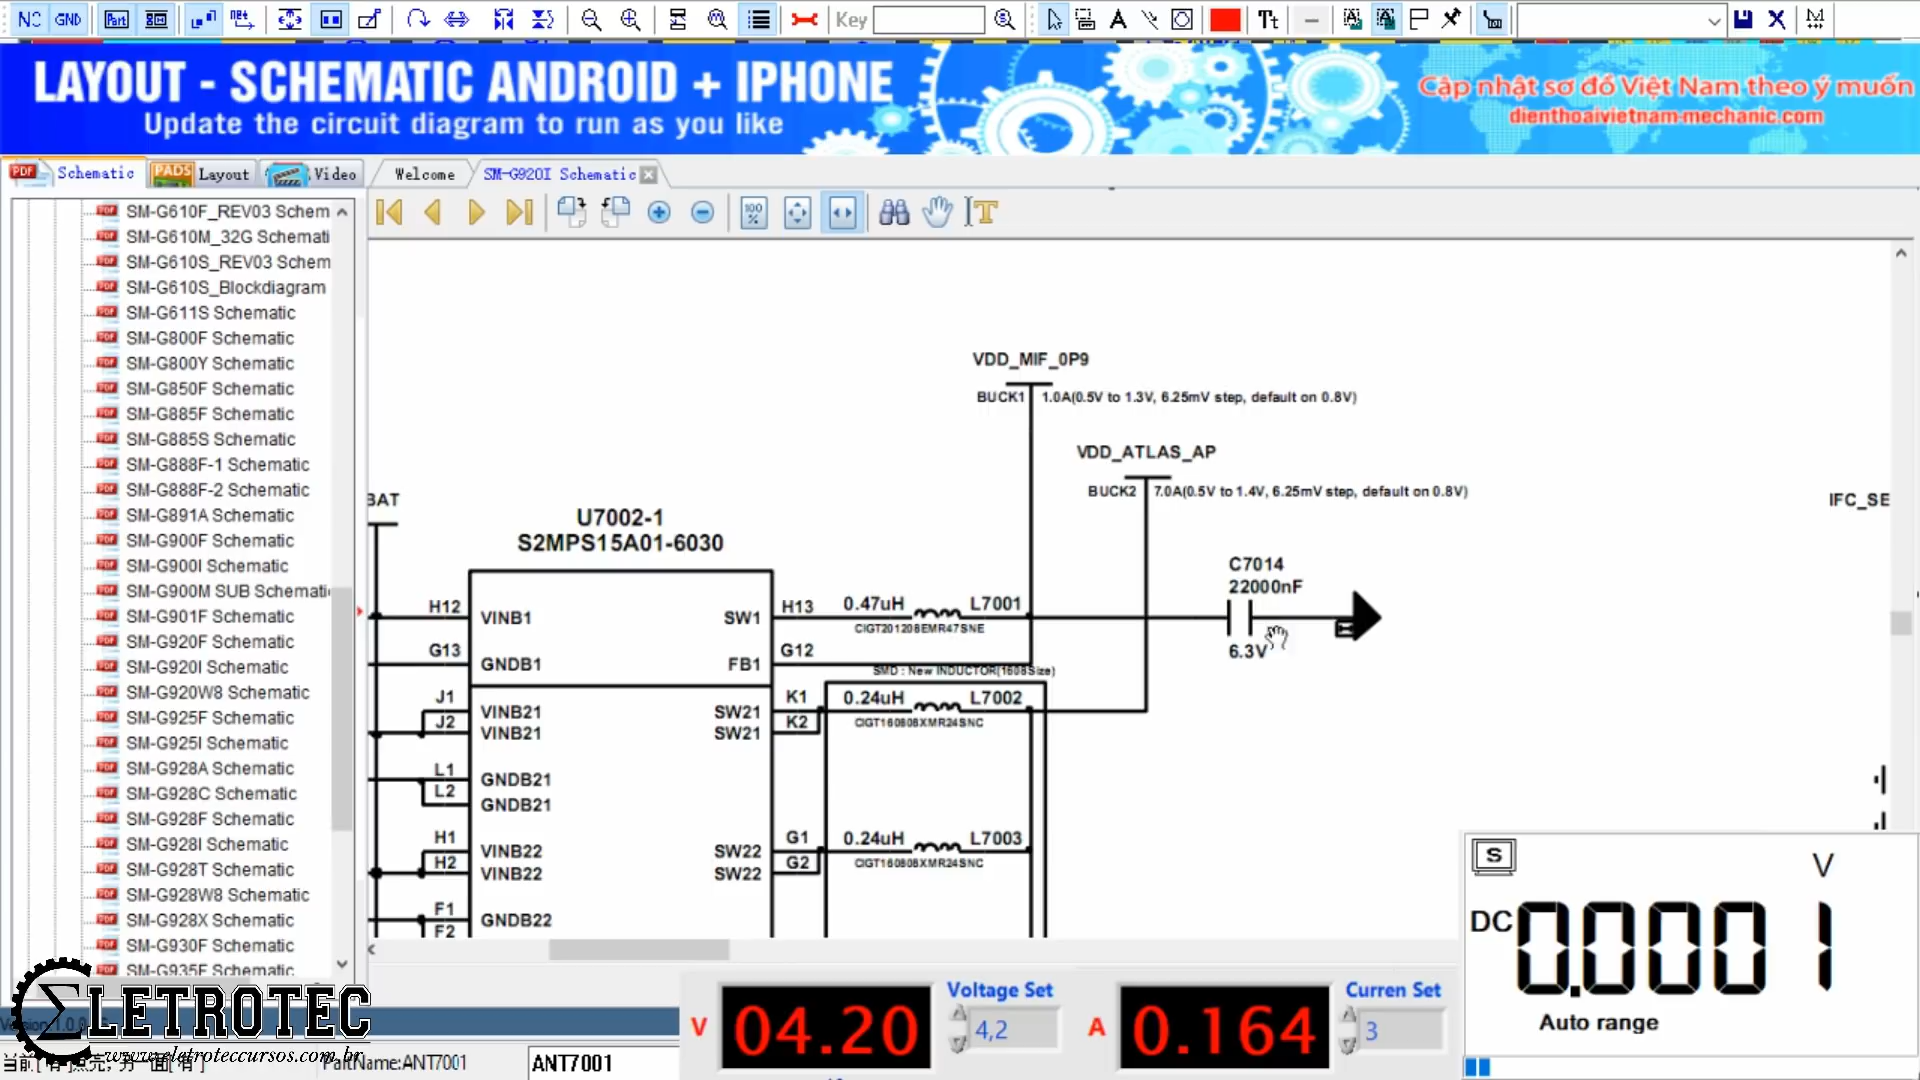 NC GND Part net Key Tt
LAYOUT - SCHEMATIC ANDROID + IPHONE
Update the circuit diagram to run as you like
Cập nhật sơ đồ Việt Nam theo ý muốn
dienthoaivietnam-mechanic.com
PDF Schematic PADS Layout Video Welcome SM-G920I Schematic
100% T
SM-G610F_REV03 Schem
SM-G610M_32G Schemati
SM-G610S_REV03 Schem
SM-G610S_Blockdiagram
SM-G611S Schematic
SM-G800F Schematic
SM-G800Y Schematic
SM-G850F Schematic
SM-G885F Schematic
SM-G885S Schematic
SM-G888F-1 Schematic
SM-G888F-2 Schematic
SM-G891A Schematic
SM-G900F Schematic
SM-G900I Schematic
SM-G900M SUB Schemati
SM-G901F Schematic
SM-G920F Schematic
SM-G920I Schematic
SM-G920W8 Schematic
SM-G925F Schematic
SM-G925I Schematic
SM-G928A Schematic
SM-G928C Schematic
SM-G928F Schematic
SM-G928I Schematic
SM-G928T Schematic
SM-G928W8 Schematic
SM-G928X Schematic
SM-G930F Schematic
SM-G935F Schematic
VDD_MIF_0P9
BUCK1 1.0A(0.5V to 1.3V, 6.25mV step, default on 0.8V)
VDD_ATLAS_AP
BUCK2 7.0A(0.5V to 1.4V, 6.25mV step, default on 0.8V)
BAT
IFC_SE
U7002-1
S2MPS15A01-6030
C7014
22000nF
6.3V
H12 VINB1 SW1 H13 0.47uH L7001
CIGT201208EMR47SNE
G13 GNDB1 FB1 G12
SMD : New INDUCTOR(1608Size)
J1 VINB21 SW21 K1 0.24uH L7002
J2 VINB21 SW21 K2 CIGT160808XMR24SNC
L1 GNDB21
L2 GNDB21
H1 VINB22 SW22 G1 0.24uH L7003
H2 VINB22 SW22 G2 CIGT160808XMR24SNC
F1 GNDB22
F2
S V
DC 0.0001
Auto range
V 04.20 Voltage Set 4,2
A 0.164 Curren Set 3
ELETROTEC
www.eletroteccursos.com.br
PartName:ANT7001 ANT7001